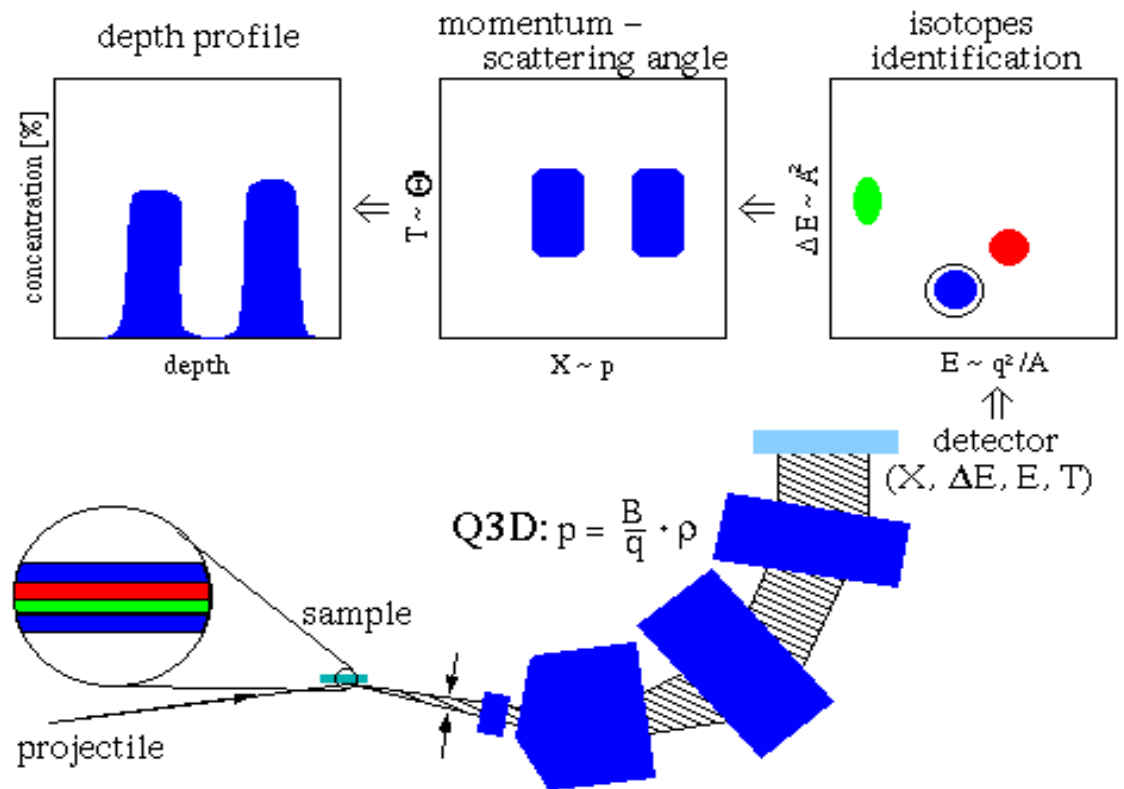 depth profile
momentum –
scattering angle
isotopes
identification
concentration [%]
depth
⇐
T ~ Θ
X ~ p
⇐
ΔE ~ A²
E ~ q²/A
⇑
detector
(X, ΔE, E, T)
Q3D: p = B/q · ρ
sample
projectile